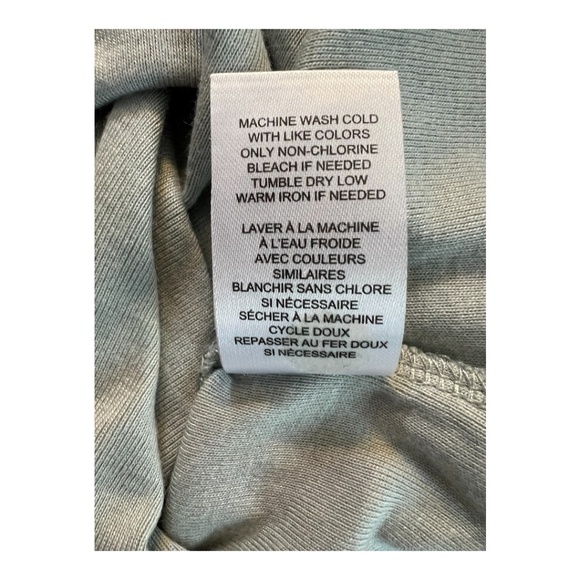 MACHINE WASH COLD
WITH LIKE COLORS
ONLY NON-CHLORINE
BLEACH IF NEEDED
TUMBLE DRY LOW
WARM IRON IF NEEDED
LAVER À LA MACHINE
À L'EAU FROIDE
AVEC COULEURS
SIMILAIRES
BLANCHIR SANS CHLORE
SI NÉCESSAIRE
SÉCHER À LA MACHINE
CYCLE DOUX
REPASSER AU FER DOUX
SI NÉCESSAIRE